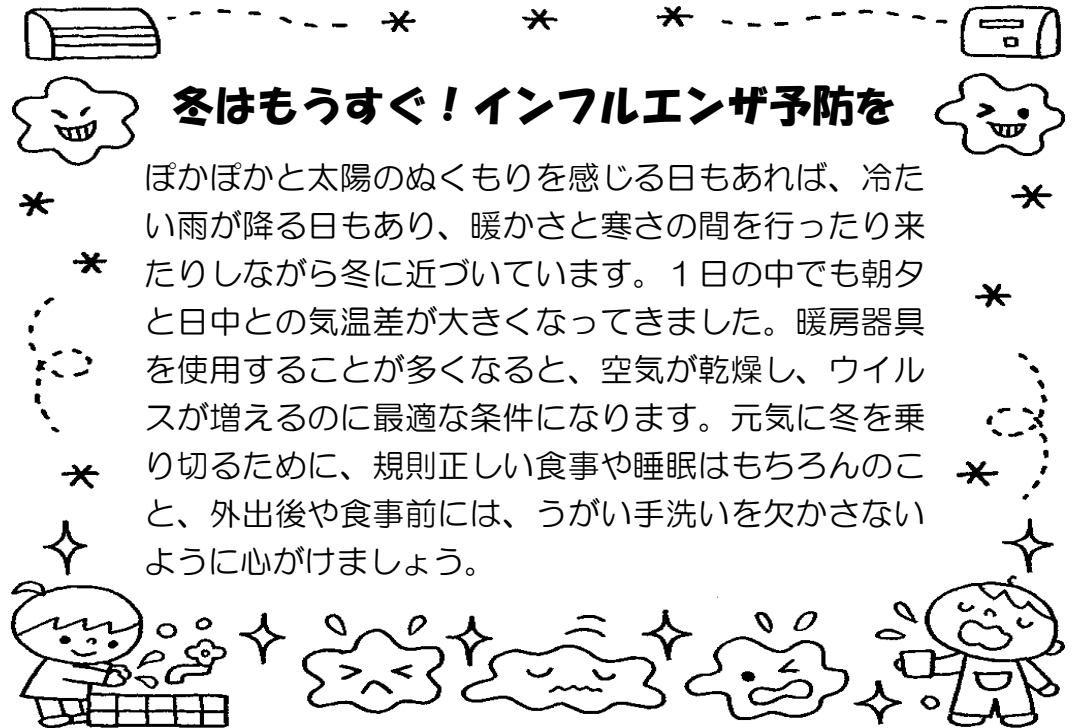 冬はもうすぐ！インフルエンザ予防を
ぽかぽかと太陽のぬくもりを感じる日もあれば、冷た
い雨が降る日もあり、暖かさと寒さの間を行ったり来
たりしながら冬に近づいています。１日の中でも朝夕
と日中との気温差が大きくなってきました。暖房器具
を使用することが多くなると、空気が乾燥し、ウイル
スが増えるのに最適な条件になります。元気に冬を乗
り切るために、規則正しい食事や睡眠はもちろんのこ
と、外出後や食事前には、うがい手洗いを欠かさない
ように心がけましょう。